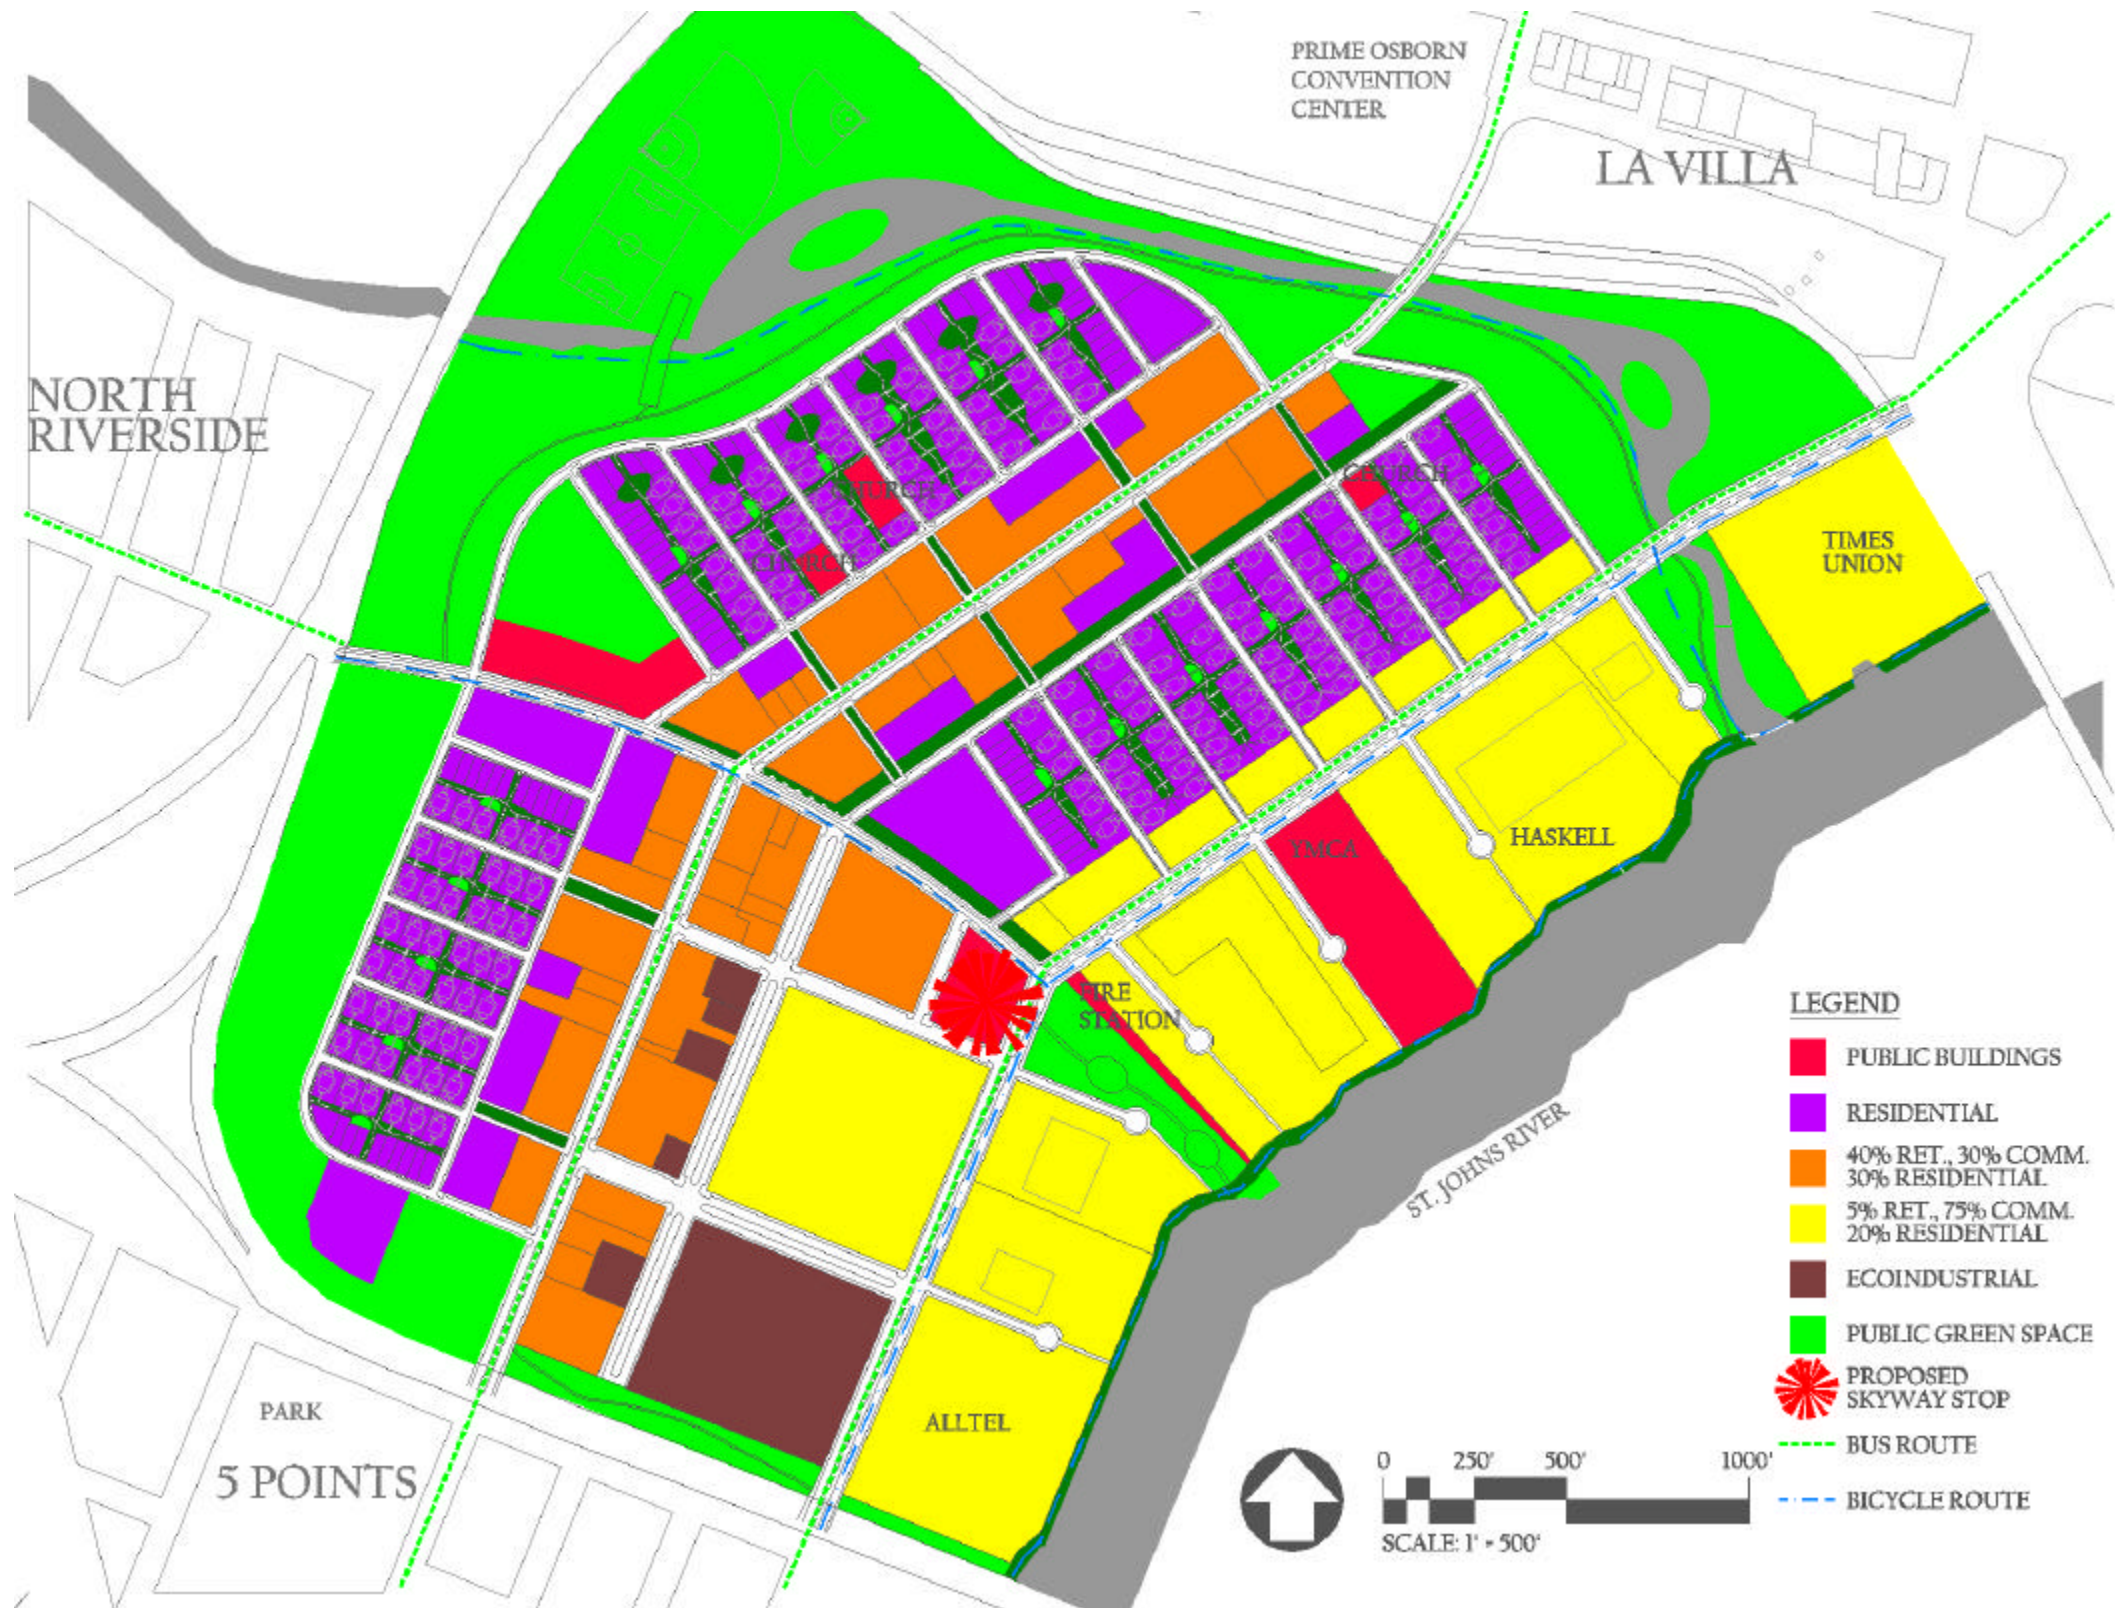 PRIME OSBORN
CONVENTION
CENTER
LA VILLA
NORTH
RIVERSIDE
CHURCH
CHURCH
CHURCH
TIMES
UNION
HASKELL
YMCA
FIRE
STATION
ST. JOHNS RIVER
ALLTEL
PARK
5 POINTS
LEGEND
PUBLIC BUILDINGS
RESIDENTIAL
40% RET., 30% COMM.
30% RESIDENTIAL
5% RET., 75% COMM.
20% RESIDENTIAL
ECOINDUSTRIAL
PUBLIC GREEN SPACE
PROPOSED
SKYWAY STOP
BUS ROUTE
BICYCLE ROUTE
0 250' 500' 1000'
SCALE: 1' = 500'